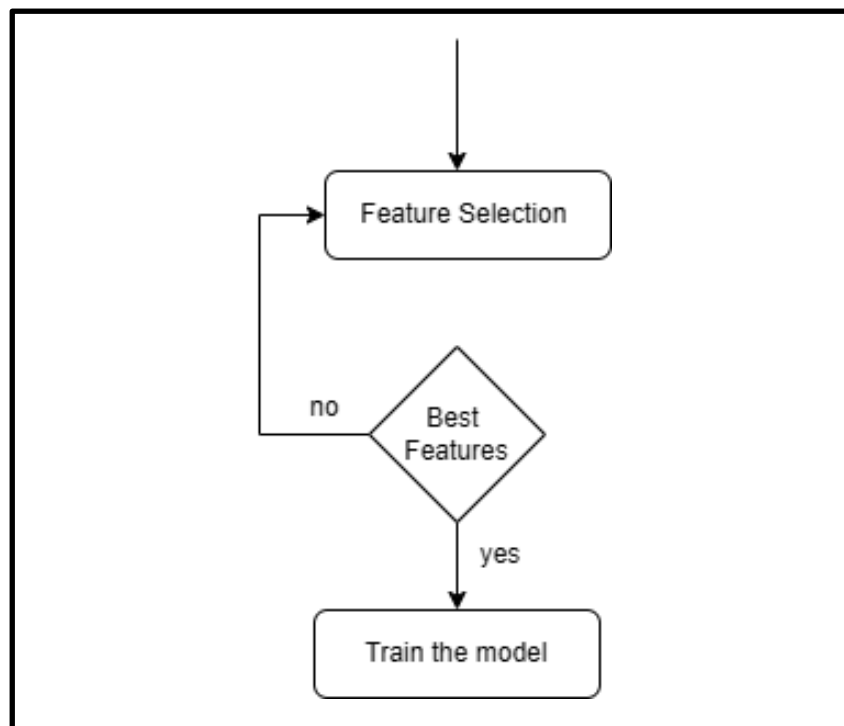 Feature Selection
no
Best
Features
yes
Train the model